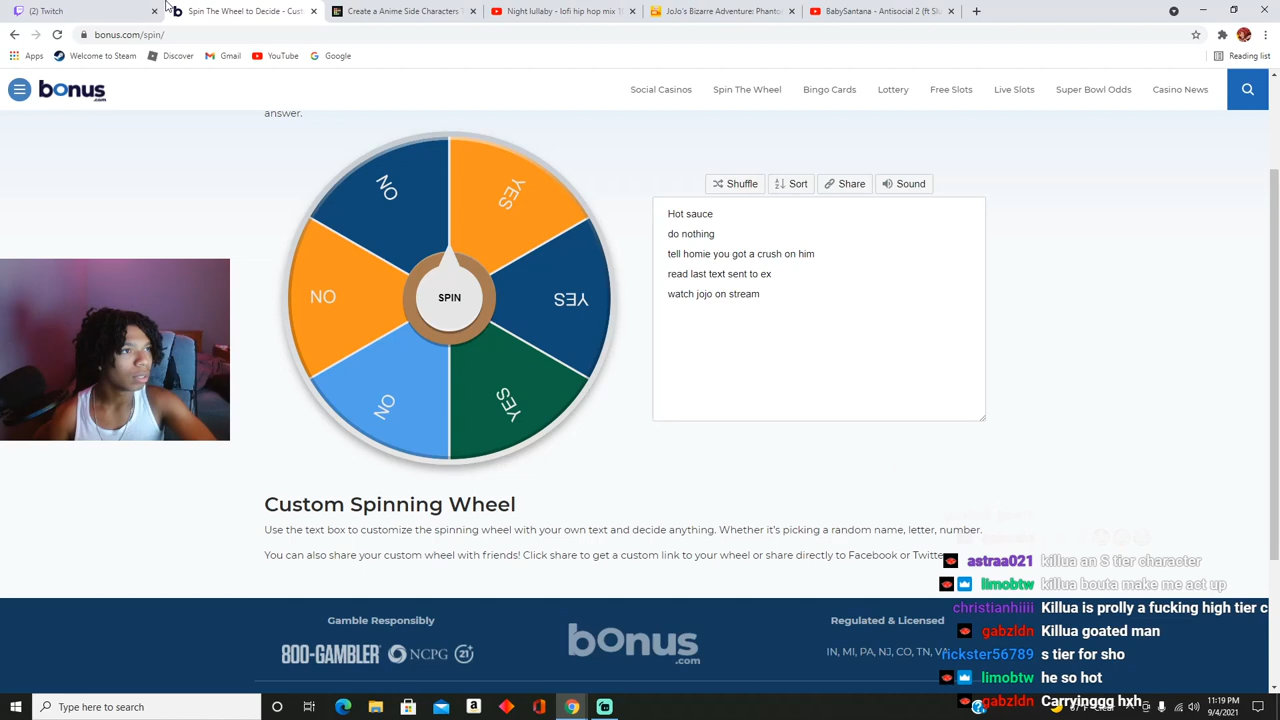 (2) Twitch
Spin The Wheel to Decide - Cust
Create a Anime Side Characters T
Night lullaby - lofi hip hop mix 10
JoJo's Bizarre Adventure: Phanto
BabySantana - Antisocial 2 (ft Sl
bonus.com/spin/
Apps
Welcome to Steam
Discover
Gmail
YouTube
Google
Reading list
bonus.com
Social Casinos
Spin The Wheel
Bingo Cards
Lottery
Free Slots
Live Slots
Super Bowl Odds
Casino News
answer.
NO
YES
NO
YES
NO
YES
SPIN
Shuffle
Sort
Share
Sound
Hot sauce
do nothing
tell homie you got a crush on him
read last text sent to ex
watch jojo on stream
Custom Spinning Wheel
Use the text box to customize the spinning wheel with your own text and decide anything. Whether it's picking a random name, letter, number.
You can also share your custom wheel with friends! Click share to get a custom link to your wheel or share directly to Facebook or Twitte
astraa021 killua an S tier character
limobtw killua bouta make me act up
christianhiiii Killua is prolly a fucking high tier c
gabzldn Killua goated man
rickster56789 s tier for sho
limobtw he so hot
gabzldn Carryinggg hxh
Gamble Responsibly
800-GAMBLER
NCPG
21+
bonus.com
Regulated & Licensed
IN, MI, PA, NJ, CO, TN,
Type here to search
11:19 PM
9/4/2021